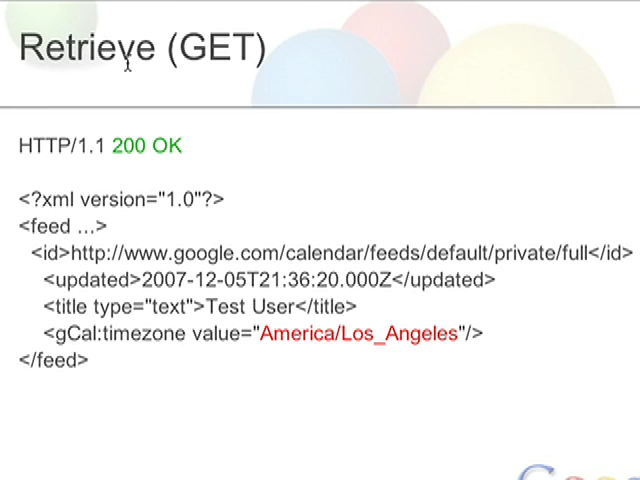 Retrieve (GET)
HTTP/1.1 200 OK
<?xml version="1.0"?>
<feed ...>
<id>http://www.google.com/calendar/feeds/default/private/full</id>
<updated>2007-12-05T21:36:20.000Z</updated>
<title type="text">Test User</title>
<gCal:timezone value="America/Los_Angeles"/>
</feed>